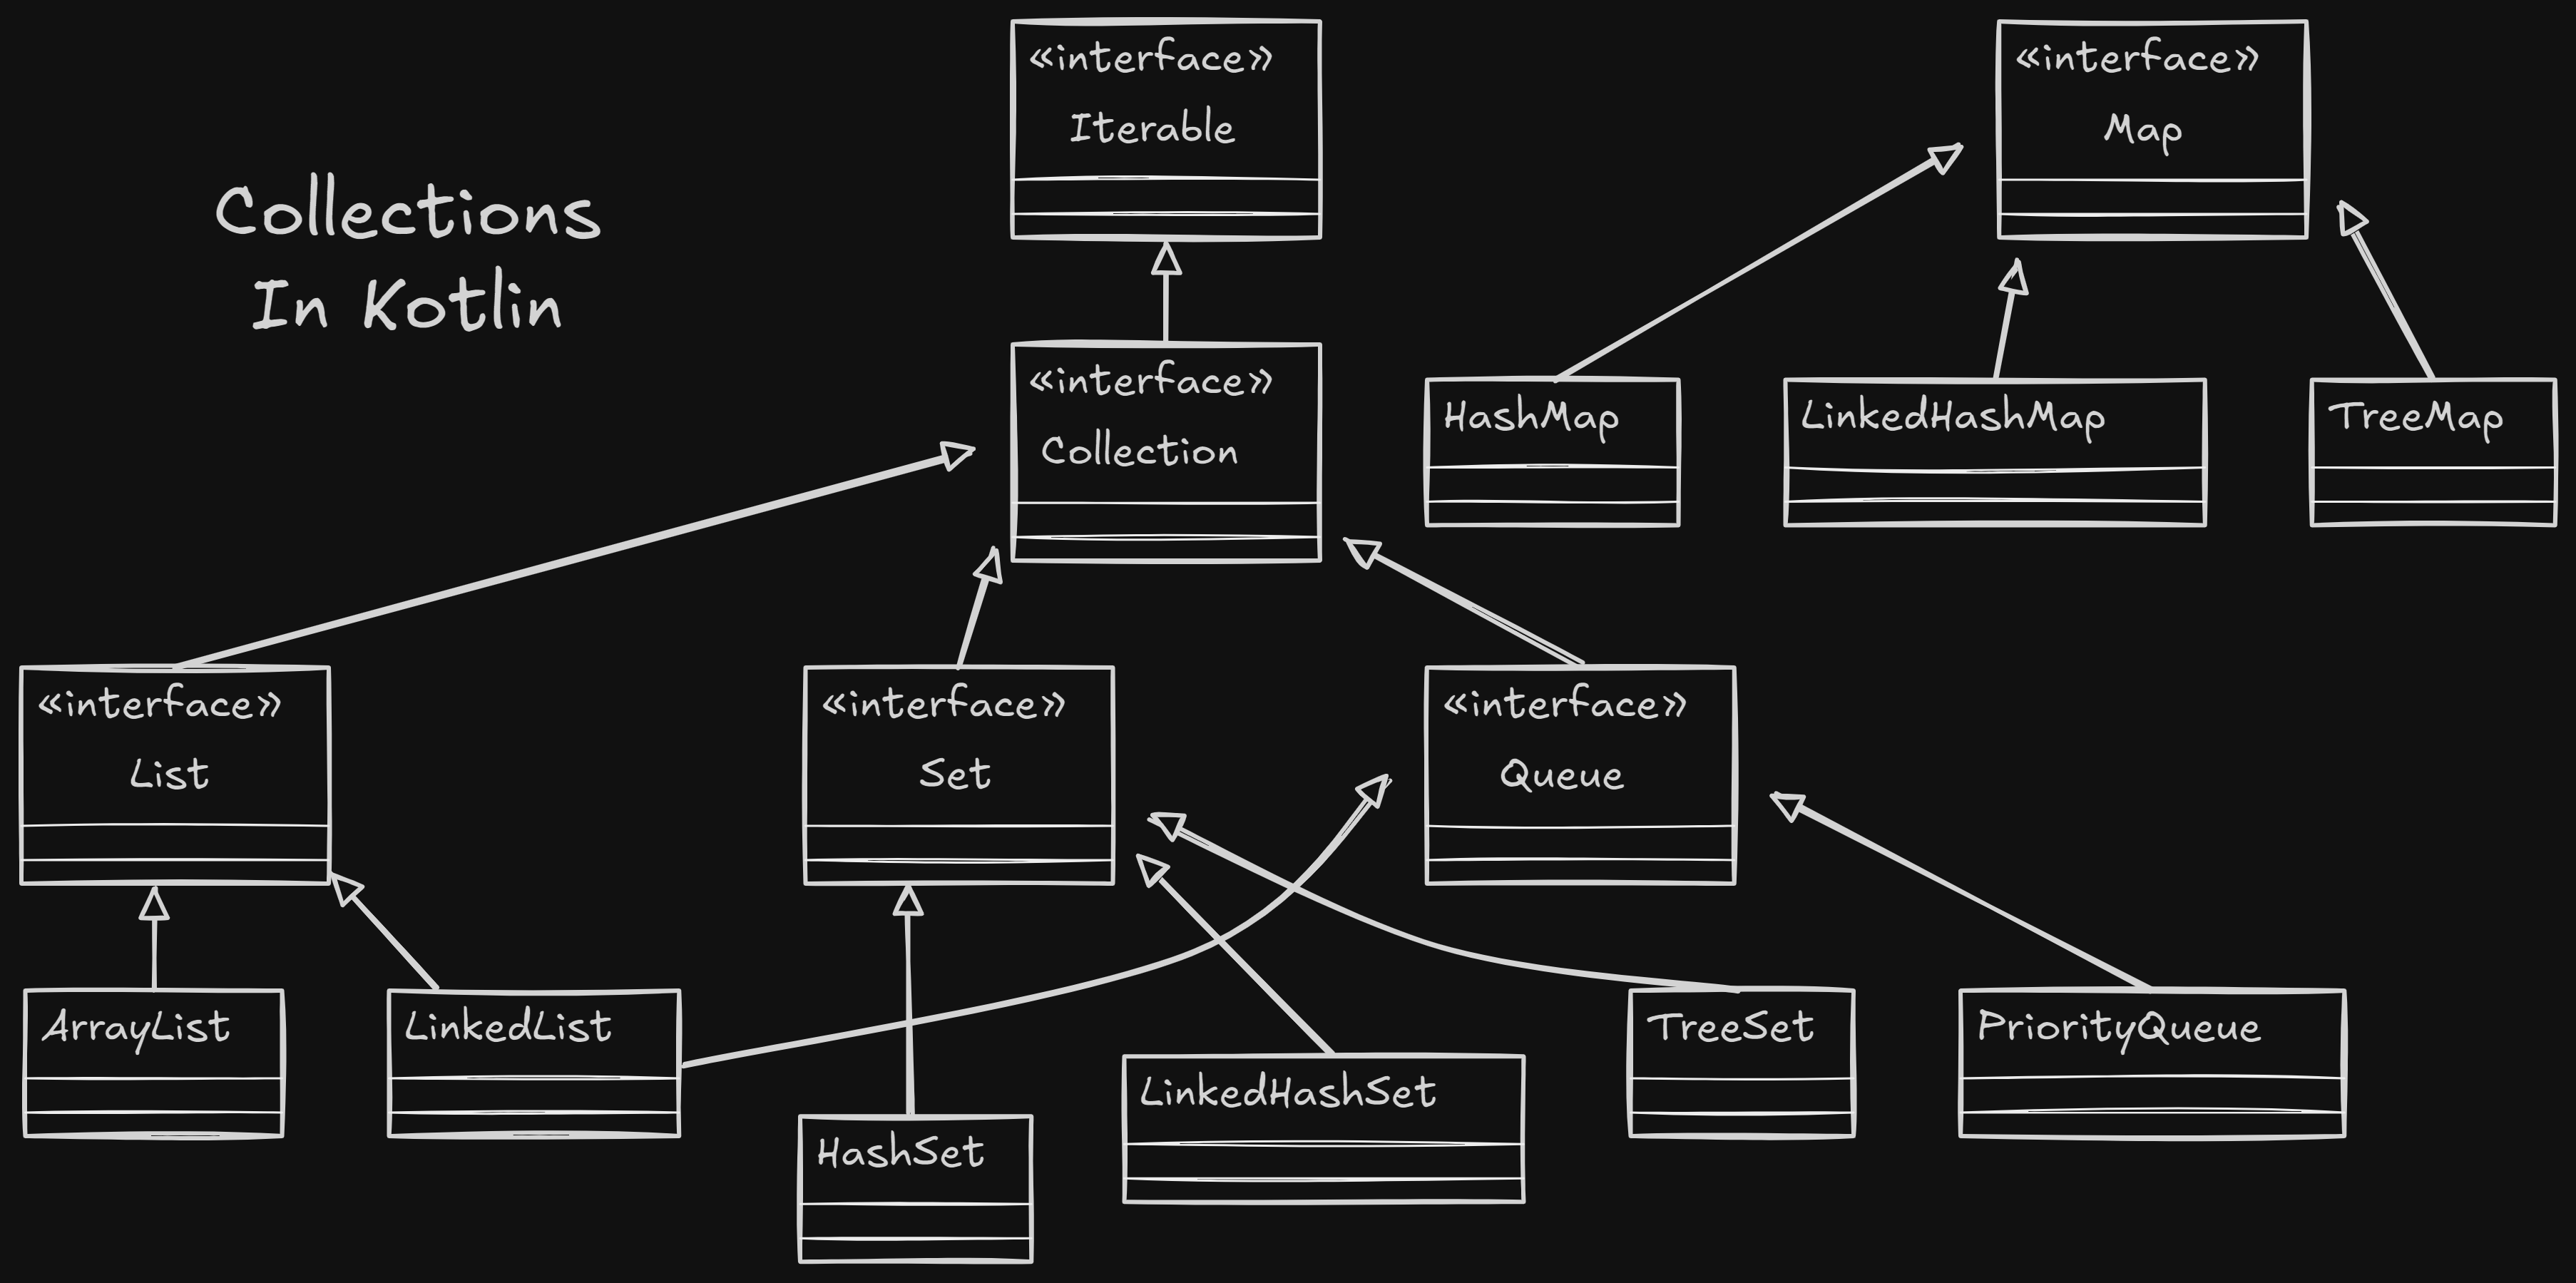 «interface»
Iterable
«interface»
Map
Collections
In Kotlin
«interface»
Collection
HashMap
LinkedHashMap
TreeMap
«interface»
List
«interface»
Set
«interface»
Queue
ArrayList
LinkedList
HashSet
LinkedHashSet
TreeSet
PriorityQueue